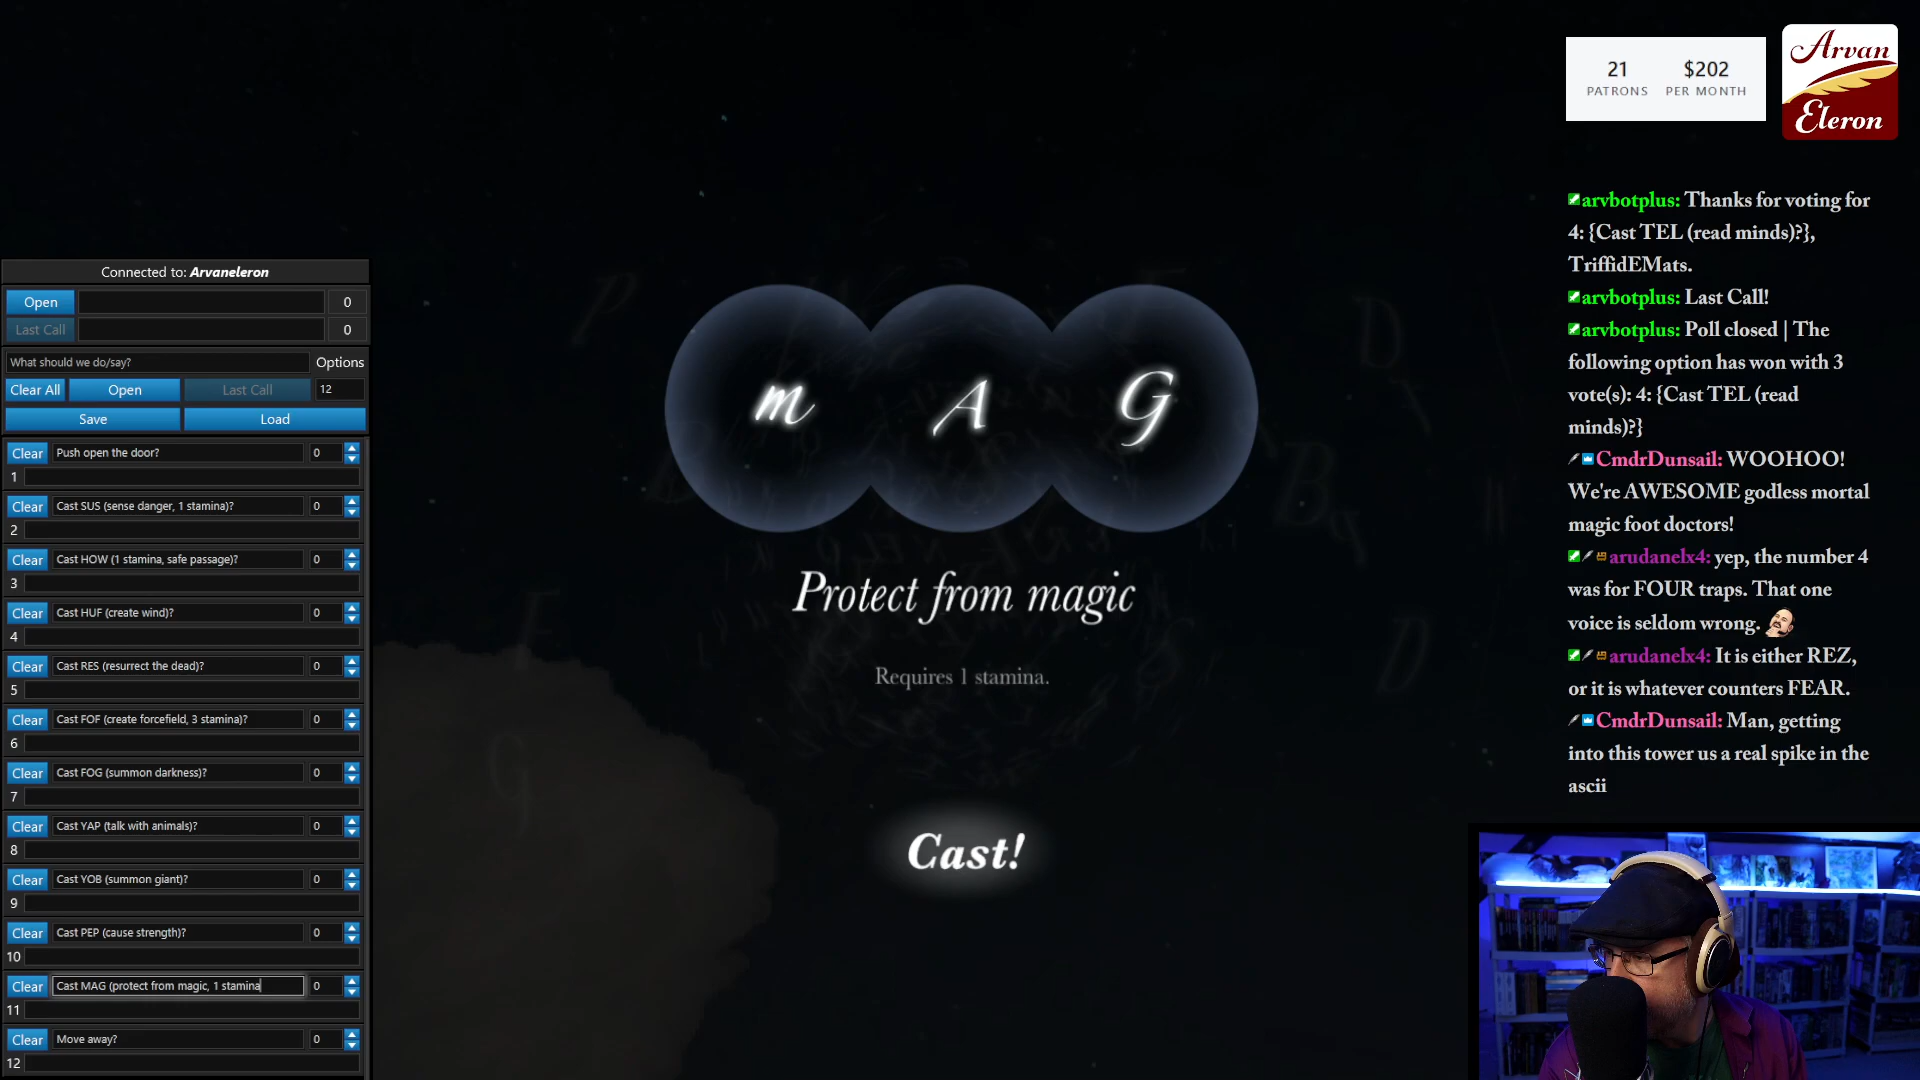 Connected to: Arvaneleron
Open 0
Last Call 0
What should we do/say? Options
Clear All Open Last Call 12
Save Load
Clear Push open the door? 0
1
Clear Cast SUS (sense danger, 1 stamina)? 0
2
Clear Cast HOW (1 stamina, safe passage)? 0
3
Clear Cast HUF (create wind)? 0
4
Clear Cast RES (resurrect the dead)? 0
5
Clear Cast FOF (create forcefield, 3 stamina)? 0
6
Clear Cast FOG (summon darkness)? 0
7
Clear Cast YAP (talk with animals)? 0
8
Clear Cast YOB (summon giant)? 0
9
Clear Cast PEP (cause strength)? 0
10
Clear Cast MAG (protect from magic, 1 stamina 0
11
Clear Move away? 0
12
m A G
Protect from magic
Requires 1 stamina.
Cast!
21 $202
PATRONS PER MONTH
Arvan
Eleron
arvbotplus: Thanks for voting for
4: {Cast TEL (read minds)?},
TriffidEMats.
arvbotplus: Last Call!
arvbotplus: Poll closed | The
following option has won with 3
vote(s): 4: {Cast TEL (read
minds)?}
CmdrDunsail: WOOHOO!
We're AWESOME godless mortal
magic foot doctors!
arudanelx4: yep, the number 4
was for FOUR traps. That one
voice is seldom wrong.
arudanelx4: It is either REZ,
or it is whatever counters FEAR.
CmdrDunsail: Man, getting
into this tower us a real spike in the
ascii